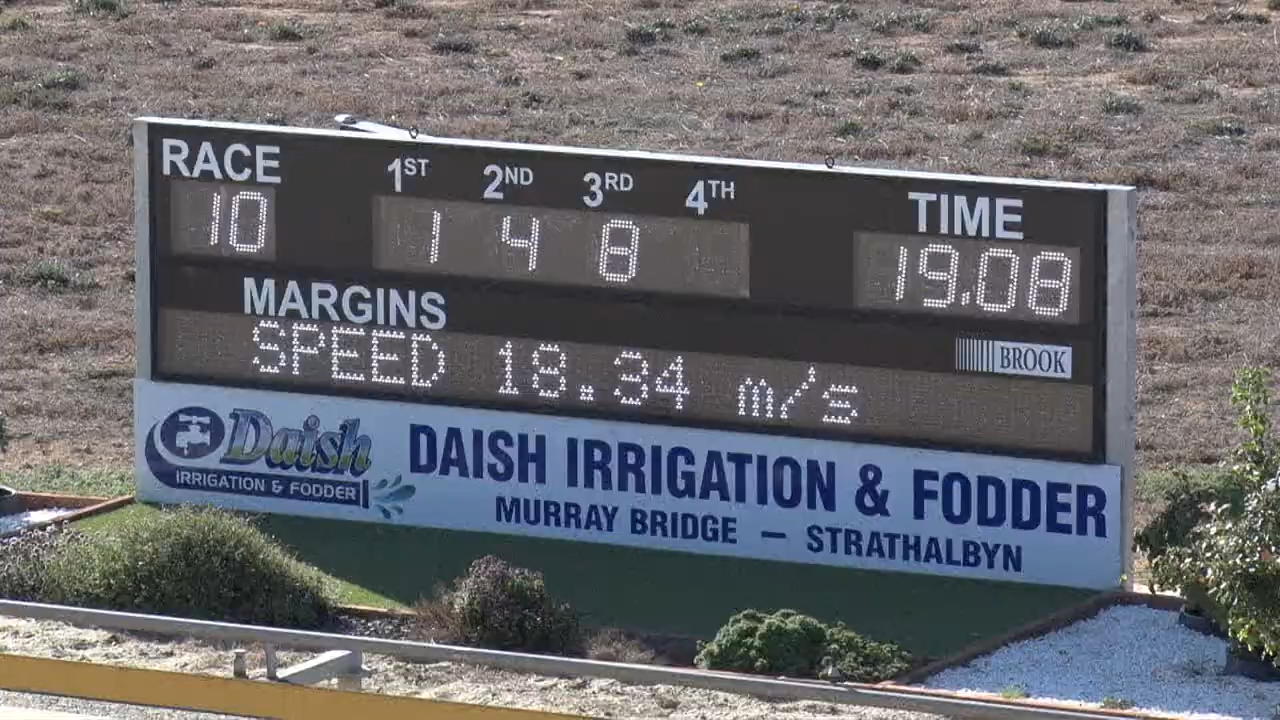 RACE 1ST 2ND 3RD 4TH TIME
10 1 4 8 19.08
MARGINS
BROOK
SPEED 18.34 m/s
Daish
IRRIGATION & FODDER
DAISH IRRIGATION & FODDER
MURRAY BRIDGE – STRATHALBYN